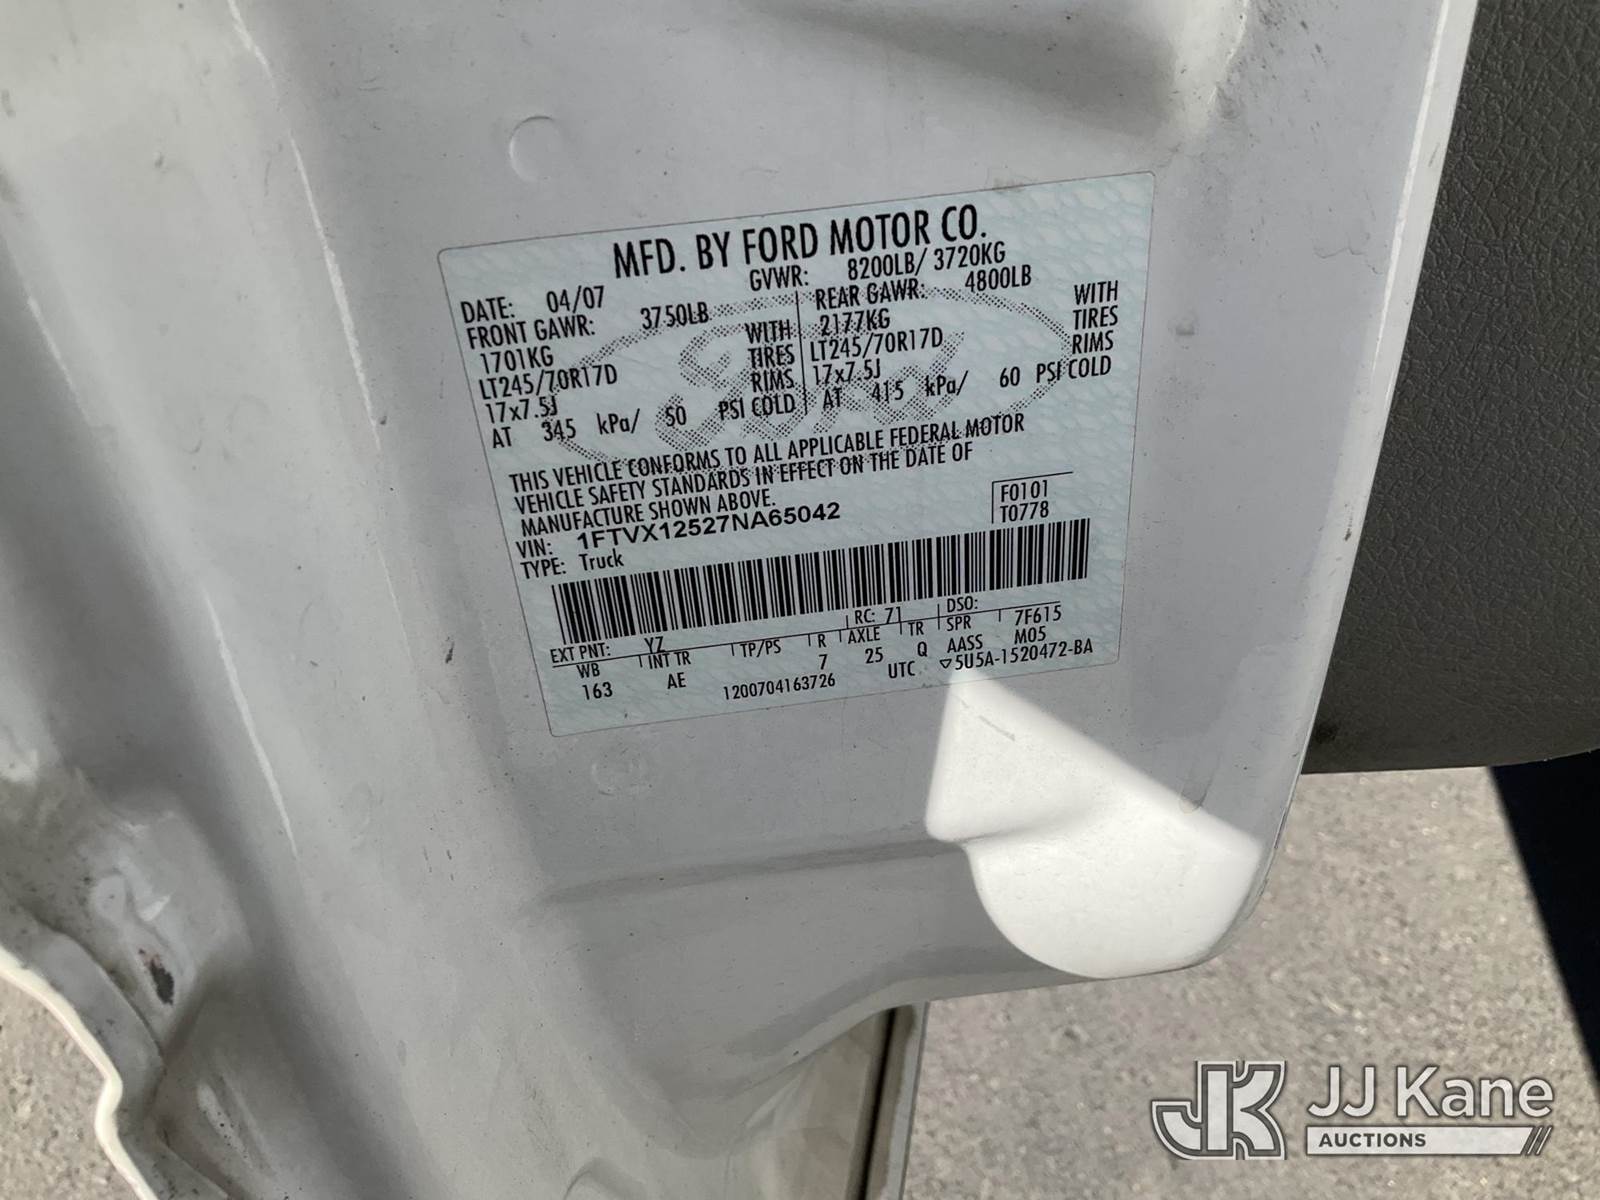 MFD. BY FORD MOTOR CO.
DATE: 04/07 GVWR: 8200LB/ 3720KG
FRONT GAWR: 3750LB REAR GAWR: 4800LB
1701KG WITH 2177KG WITH
LT245/70R17D TIRES LT245/70R17D TIRES
17x7.5J RIMS 17x7.5J RIMS
AT 345 kPa/ 50 PSI COLD AT 415 kPa/ 60 PSI COLD
THIS VEHICLE CONFORMS TO ALL APPLICABLE FEDERAL MOTOR
VEHICLE SAFETY STANDARDS IN EFFECT ON THE DATE OF
MANUFACTURE SHOWN ABOVE.
F0101
VIN: 1FTVX12527NA65042 T0778
TYPE: Truck
EXT PNT: YZ RC: 71 DSO:
WB INT TR TP/PS R AXLE TR SPR 7F615
163 AE 7 25 Q AASS M05
1200704163726 UTC ▽5U5A-1520472-BA
JK JJ Kane
AUCTIONS